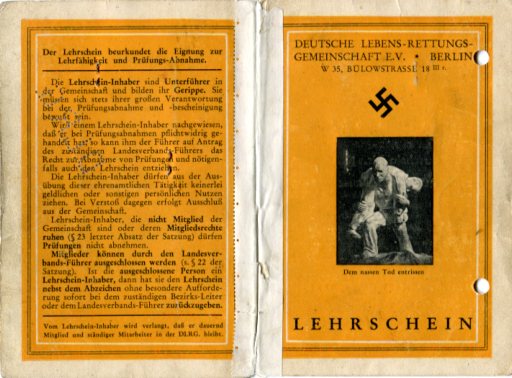 Der Lehrschein beurkundet die Eignung zur
Lehrfähigkeit und Prüfungs-Abnahme.
Die Lehrschein-Inhaber sind Unterführer in
der Gemeinschaft und bilden ihr Gerippe. Sie
müssen sich stets ihrer großen Verantwortung
bei der Prüfungsabnahme und -bescheinigung
bewußt sein.
Wird einem Lehrschein-Inhaber nachgewiesen,
daß er bei Prüfungsabnahmen pflichtwidrig ge-
handelt hat, so kann ihm der Führer auf Antrag
des zuständigen Landesverbands-Führers das
Recht zur Abnahme von Prüfungen und nötigen-
falls auch den Lehrschein entziehen.
Die Lehrschein-Inhaber dürfen aus der Aus-
übung dieser ehrenamtlichen Tätigkeit keinerlei
geldlichen oder sonstigen persönlichen Nutzen
ziehen. Bei Verstoß dagegen erfolgt Ausschluß
aus der Gemeinschaft.
Lehrschein-Inhaber, die nicht Mitglied der
Gemeinschaft sind oder deren Mitgliedsrechte
ruhen (§ 23 letzter Absatz der Satzung) dürfen
Prüfungen nicht abnehmen.
Mitglieder können durch den Landesver-
bands-Führer ausgeschlossen werden (s. § 22 der
Satzung). Ist die ausgeschlossene Person ein
Lehrschein-Inhaber, dann hat sie den Lehrschein
nebst dem Abzeichen ohne besondere Aufforde-
rung sofort bei dem zuständigen Bezirks-Leiter
oder dem Landesverbands-Führer zurückzugeben.
Vom Lehrschein-Inhaber wird verlangt, daß er dauernd
Mitglied und ständiger Mitarbeiter in der DLRG. bleibt.
DEUTSCHE LEBENS-RETTUNGS-
GEMEINSCHAFT E.V. • BERLIN
W 35, BÜLOWSTRASSE 18 III r.
Dem nassen Tod entrissen
LEHRSCHEIN